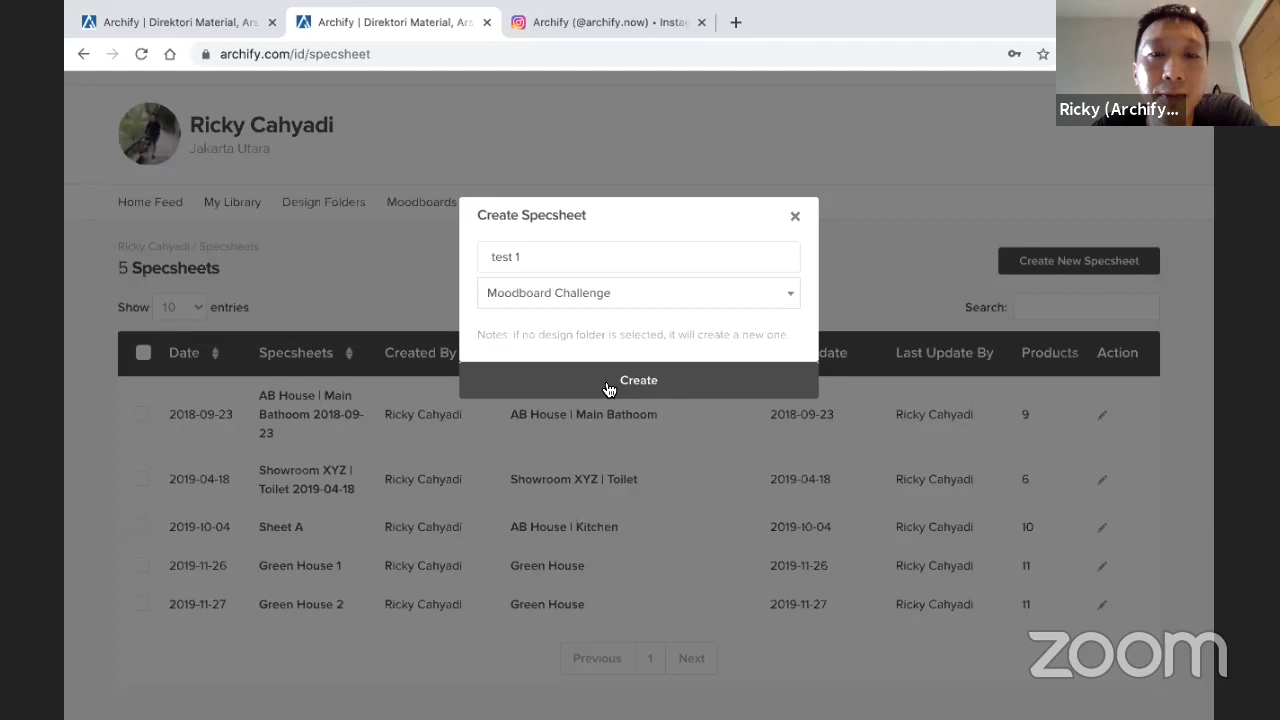 Archify | Direktori Material, Ars
Archify | Direktori Material, Ars
Archify (@archify.now) • Insta
archify.com/id/specsheet
Ricky (Archify...
Ricky Cahyadi
Jakarta Utara
Home Feed My Library Design Folders Moodboards
Ricky Cahyadi / Specsheets
5 Specsheets
Create New Specsheet
Show 10 entries
Search:
Create Specsheet
test 1
Moodboard Challenge
Notes: if no design folder is selected, it will create a new one.
Create
Date Specsheets Created By date Last Update By Products Action
2018-09-23 AB House | Main Bathoom 2018-09-23 Ricky Cahyadi AB House | Main Bathoom 2018-09-23 Ricky Cahyadi 9
2019-04-18 Showroom XYZ | Toilet 2019-04-18 Ricky Cahyadi Showroom XYZ | Toilet 2019-04-18 Ricky Cahyadi 6
2019-10-04 Sheet A Ricky Cahyadi AB House | Kitchen 2019-10-04 Ricky Cahyadi 10
2019-11-26 Green House 1 Ricky Cahyadi Green House 2019-11-26 Ricky Cahyadi 11
2019-11-27 Green House 2 Ricky Cahyadi Green House 2019-11-27 Ricky Cahyadi 11
Previous 1 Next
zoom